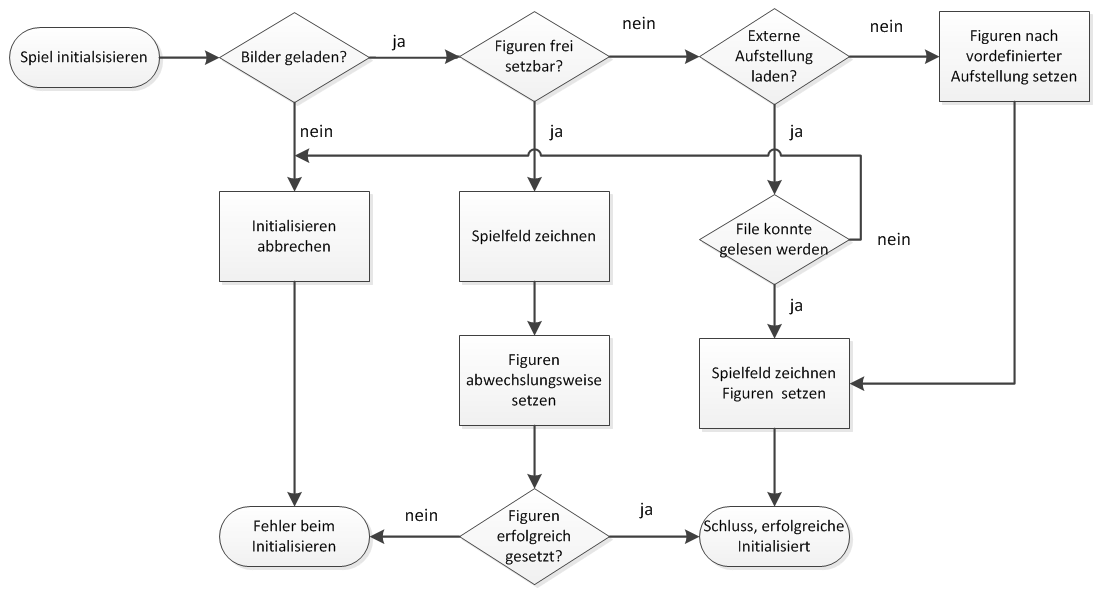 Spiel initialsisieren
Bilder geladen?
ja
Figuren frei
setzbar?
nein
Externe
Aufstellung
laden?
nein
Figuren nach
vordefinierter
Aufstellung setzen
nein
ja
ja
Initialisieren
abbrechen
Spielfeld zeichnen
File konnte
gelesen werden
nein
ja
Figuren
abwechslungsweise
setzen
Spielfeld zeichnen
Figuren setzen
Fehler beim
Initialisieren
nein
Figuren
erfolgreich
gesetzt?
ja
Schluss, erfolgreiche
Initialisiert